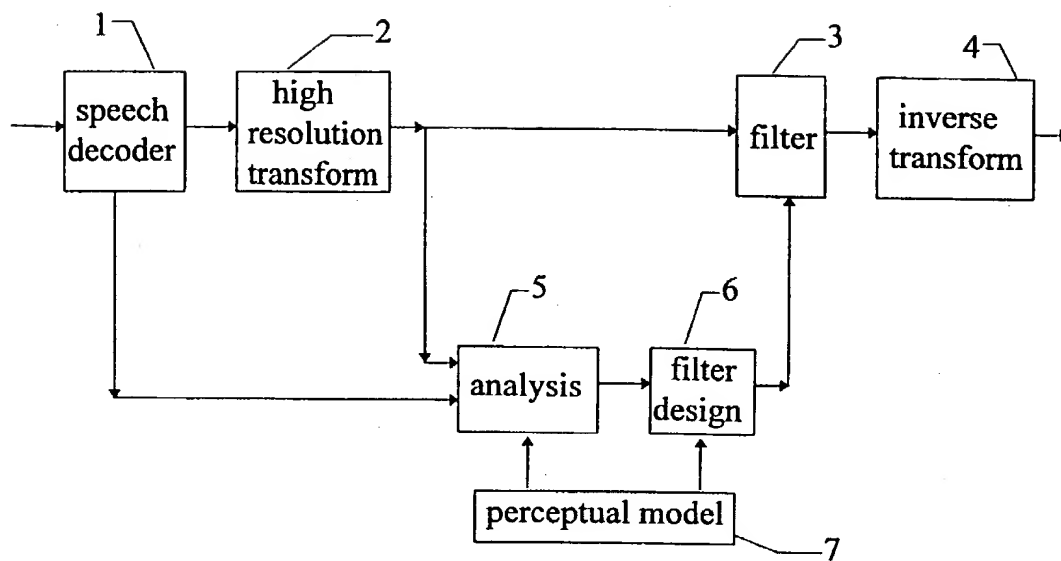 1
2
3
4
speech
decoder
high
resolution
transform
filter
inverse
transform
5
6
analysis
filter
design
perceptual model
7